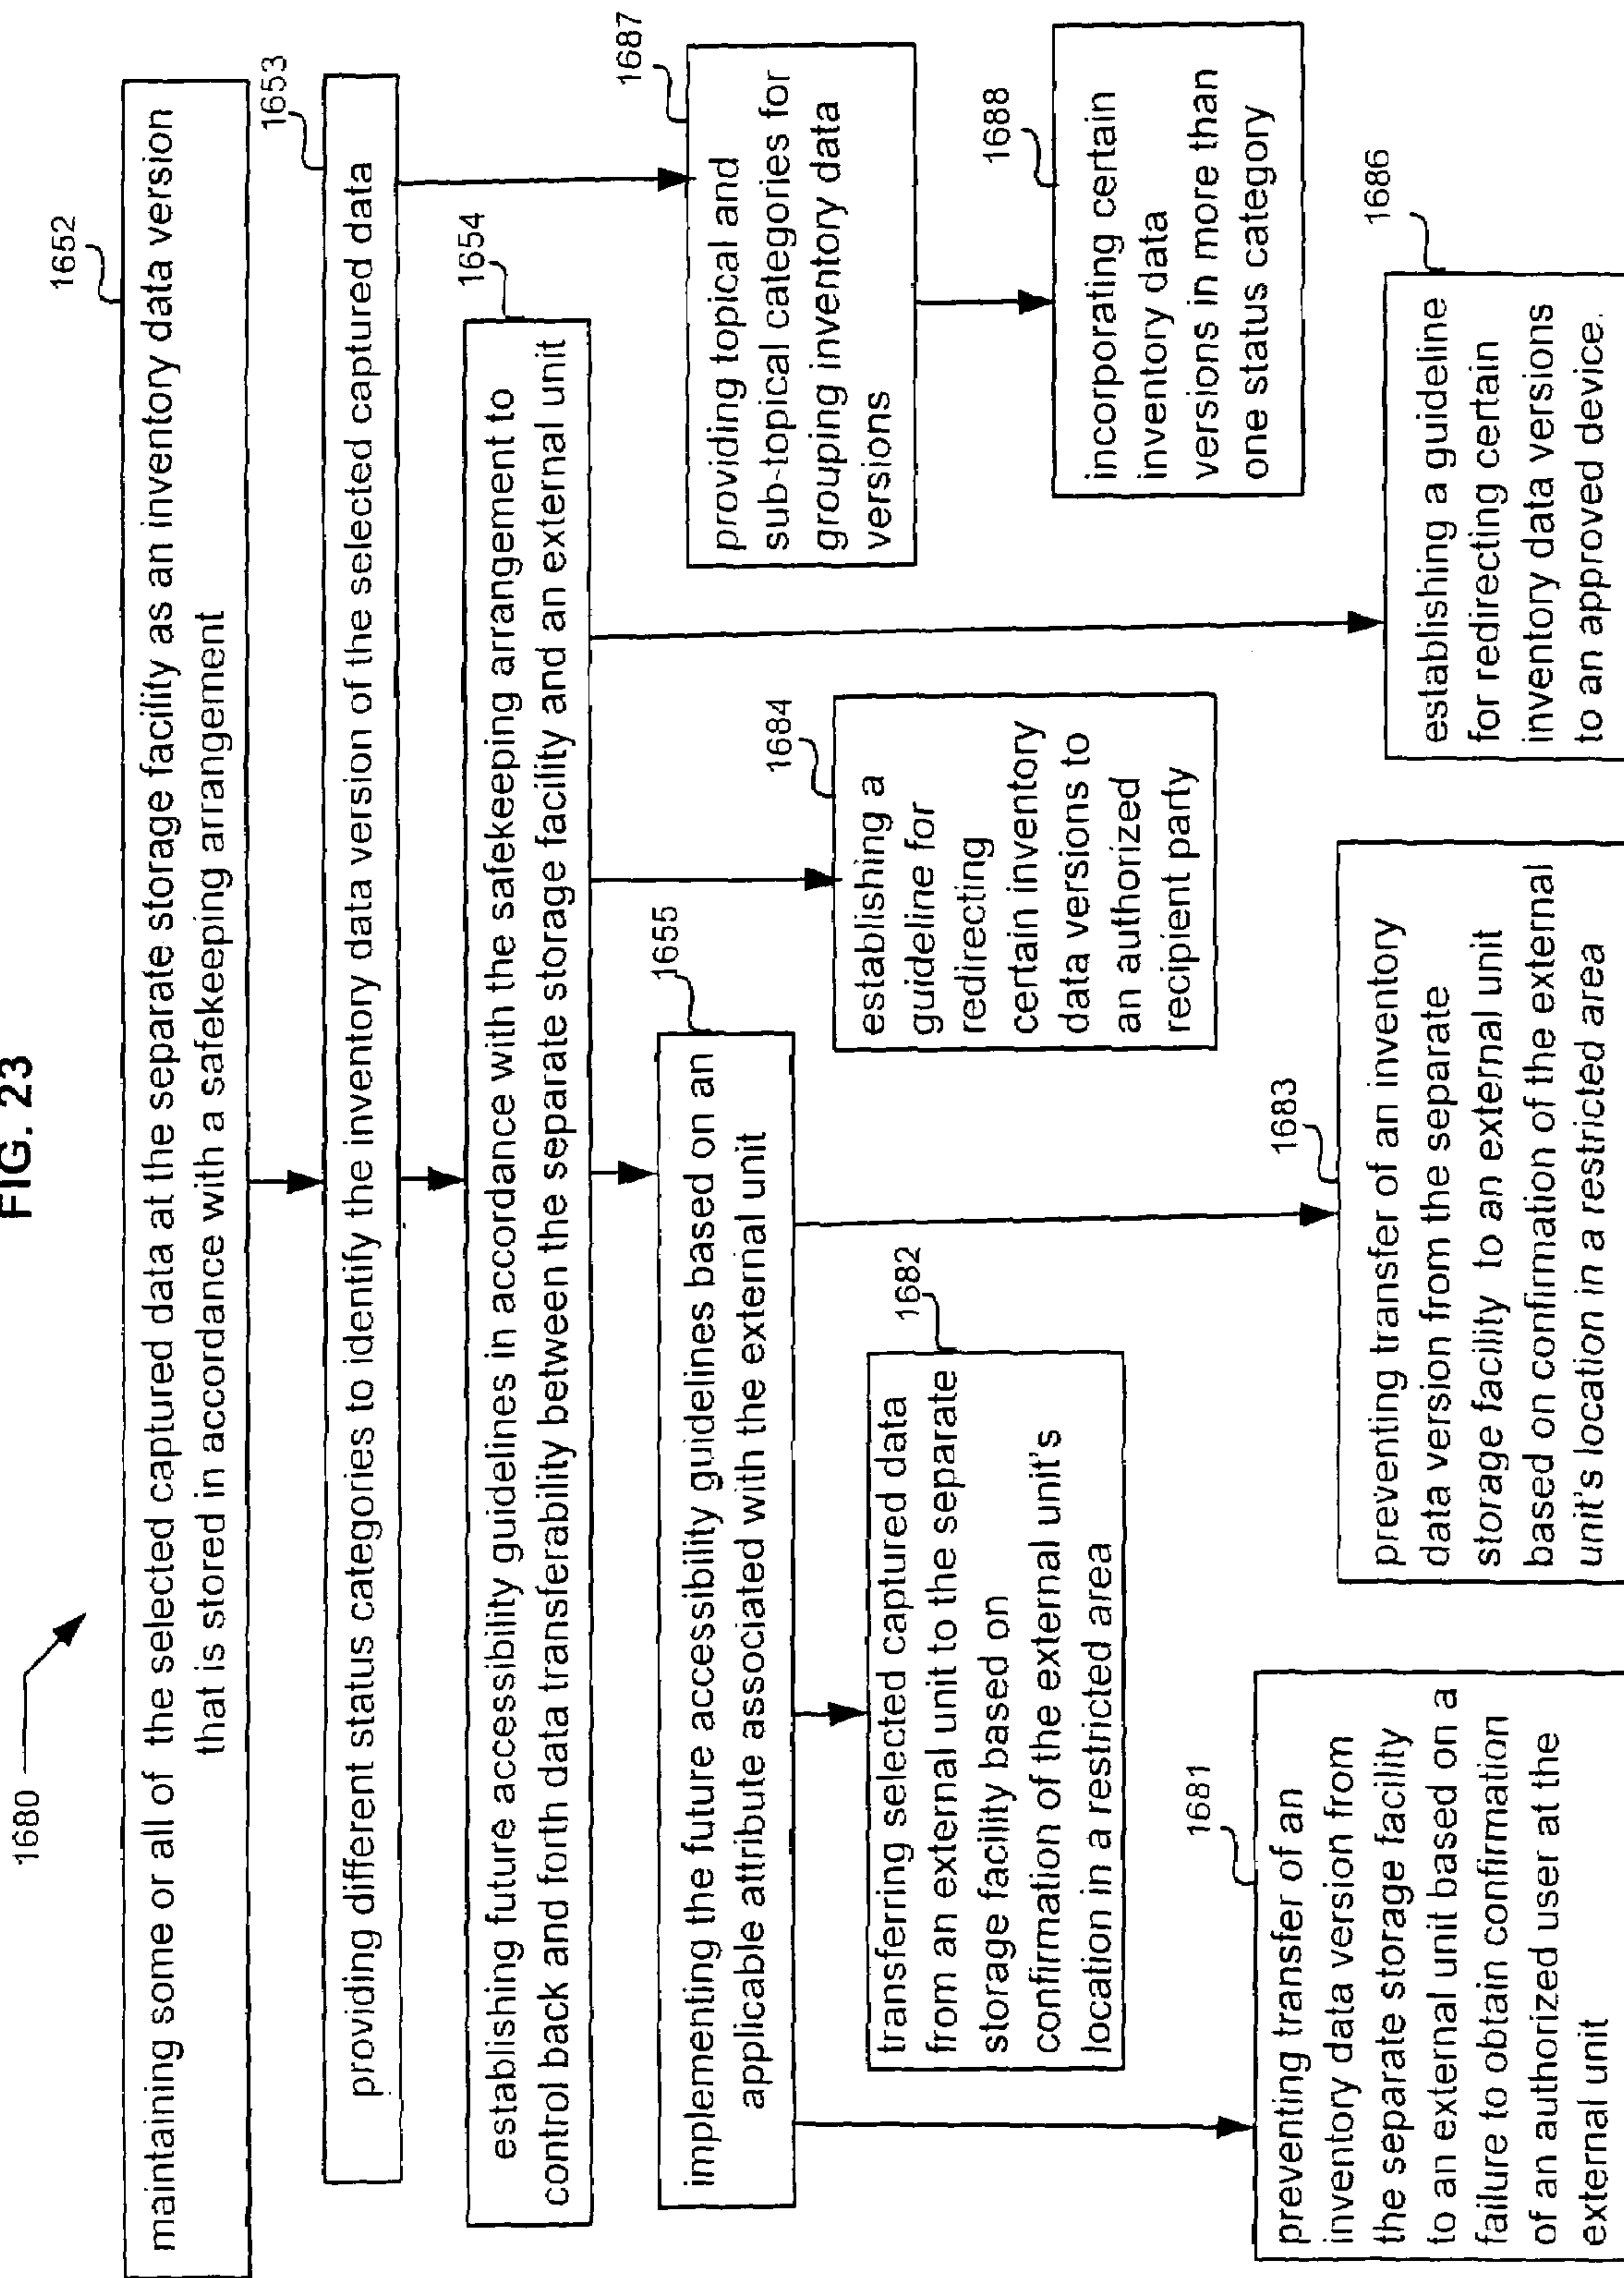 FIG. 23
1680
1652
maintaining some or all of the selected captured data at the separate storage facility as an inventory data version
that is stored in accordance with a safekeeping arrangement
1653
providing different status categories to identify the inventory data version of the selected captured data
1654
establishing future accessibility guidelines in accordance with the safekeeping arrangement to
control back and forth data transferability between the separate storage facility and an external unit
1655
implementing the future accessibility guidelines based on an
applicable attribute associated with the external unit
1687
providing topical and
sub-topical categories for
grouping inventory data
versions
1688
incorporating certain
inventory data
versions in more than
one status category
1684
establishing a
guideline for
redirecting
certain inventory
data versions to
an authorized
recipient party
1686
establishing a guideline
for redirecting certain
inventory data versions
to an approved device.
1682
transferring selected captured data
from an external unit to the separate
storage facility based on
confirmation of the external unit's
location in a restricted area
1681
preventing transfer of an
inventory data version from
the separate storage facility
to an external unit based on a
failure to obtain confirmation
of an authorized user at the
external unit
1683
preventing transfer of an inventory
data version from the separate
storage facility to an external unit
based on confirmation of the external
unit's location in a restricted area